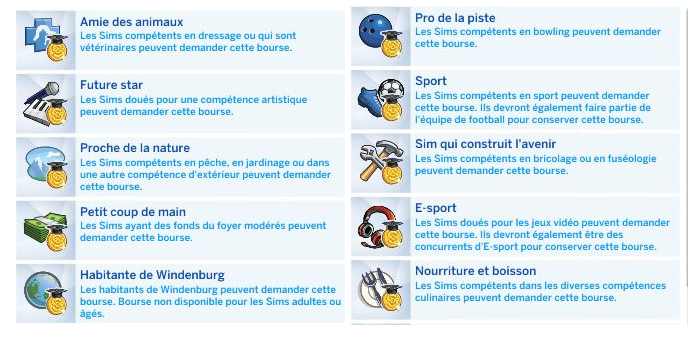 Amie des animaux
Les Sims compétents en dressage ou qui sont
vétérinaires peuvent demander cette bourse.
Future star
Les Sims doués pour une compétence artistique
peuvent demander cette bourse.
Proche de la nature
Les Sims compétents en pêche, en jardinage ou dans
une autre compétence d'extérieur peuvent demander
cette bourse.
Petit coup de main
Les Sims ayant des fonds du foyer modérés peuvent
demander cette bourse.
Habitante de Windenburg
Les habitants de Windenburg peuvent demander cette
bourse. Bourse non disponible pour les Sims adultes ou
âgés.
Pro de la piste
Les Sims compétents en bowling peuvent demander
cette bourse.
Sport
Les Sims compétents en sport peuvent demander
cette bourse. Ils devront également faire partie de
l'équipe de football pour conserver cette bourse.
Sim qui construit l'avenir
Les Sims compétents en bricolage ou en fuséologie
peuvent demander cette bourse.
E-sport
Les Sims doués pour les jeux vidéo peuvent demander
cette bourse. Ils devront également être des
concurrents d'E-sport pour conserver cette bourse.
Nourriture et boisson
Les Sims compétents dans les diverses compétences
culinaires peuvent demander cette bourse.